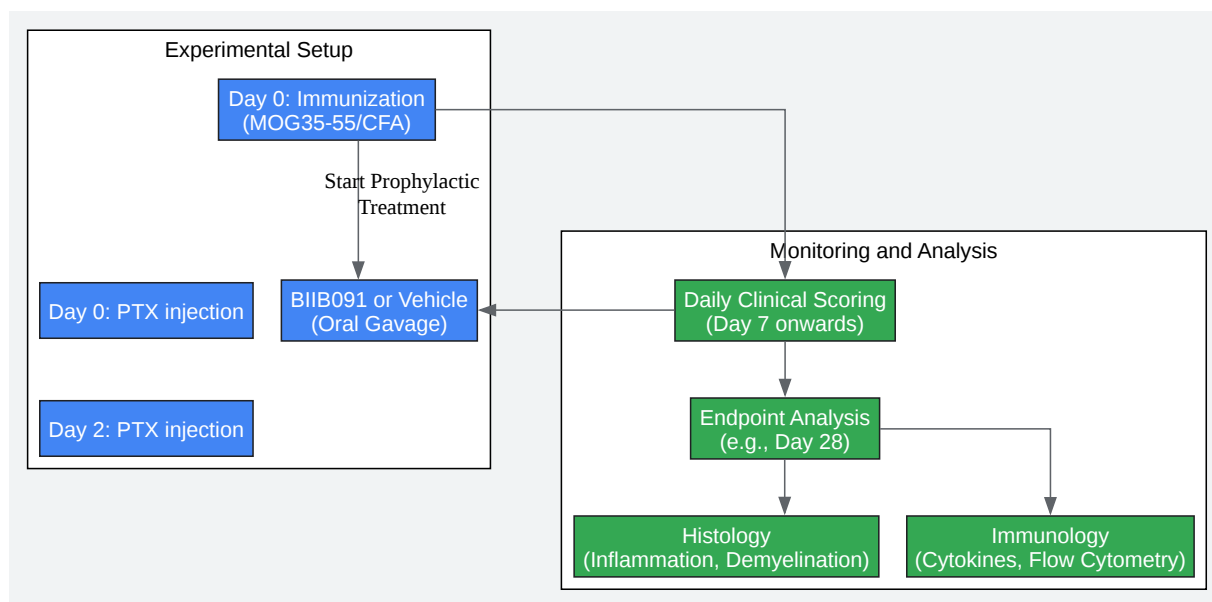 Experimental Setup
Day 0: Immunization
(MOG35-55/CFA)
Start Prophylactic
Treatment
Day 0: PTX injection
BIIB091 or Vehicle
(Oral Gavage)
Day 2: PTX injection
Monitoring and Analysis
Daily Clinical Scoring
(Day 7 onwards)
Endpoint Analysis
(e.g., Day 28)
Histology
(Inflammation, Demyelination)
Immunology
(Cytokines, Flow Cytometry)